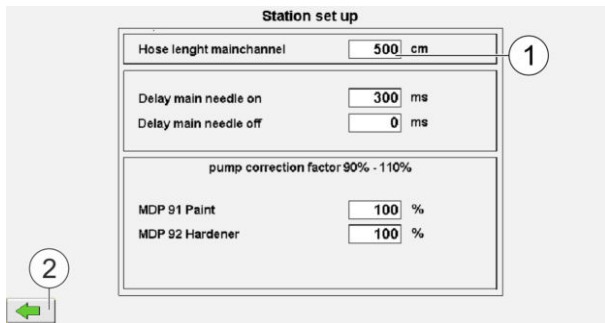 Station set up
Hose lenght mainchannel 500 cm
1
Delay main needle on 300 ms
Delay main needle off 0 ms
pump correction factor 90% - 110%
MDP 91 Paint 100 %
MDP 92 Hardener 100 %
2